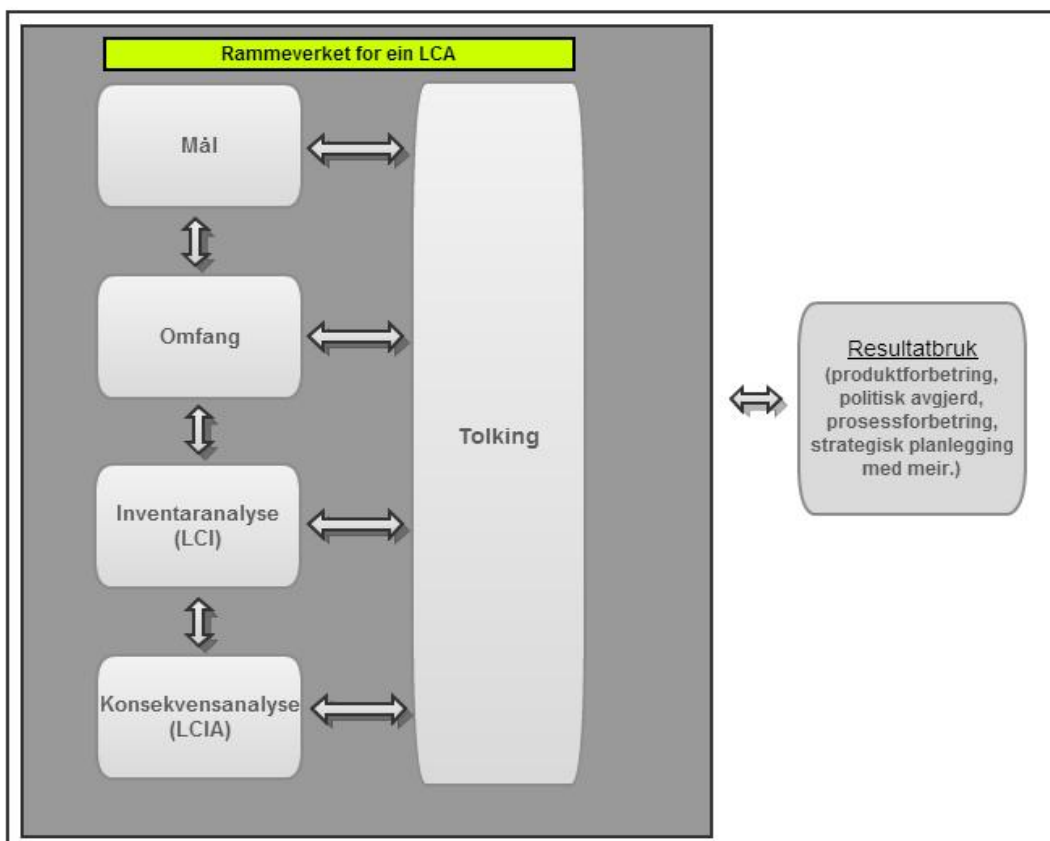 Rammeverket for ein LCA
Mål
Omfang
Inventaranalyse
(LCI)
Konsekvensanalyse
(LCIA)
Tolking
Resultatbruk
(produktforbetring,
politisk avgjerd,
prosessforbetring,
strategisk planlegging
med meir.)